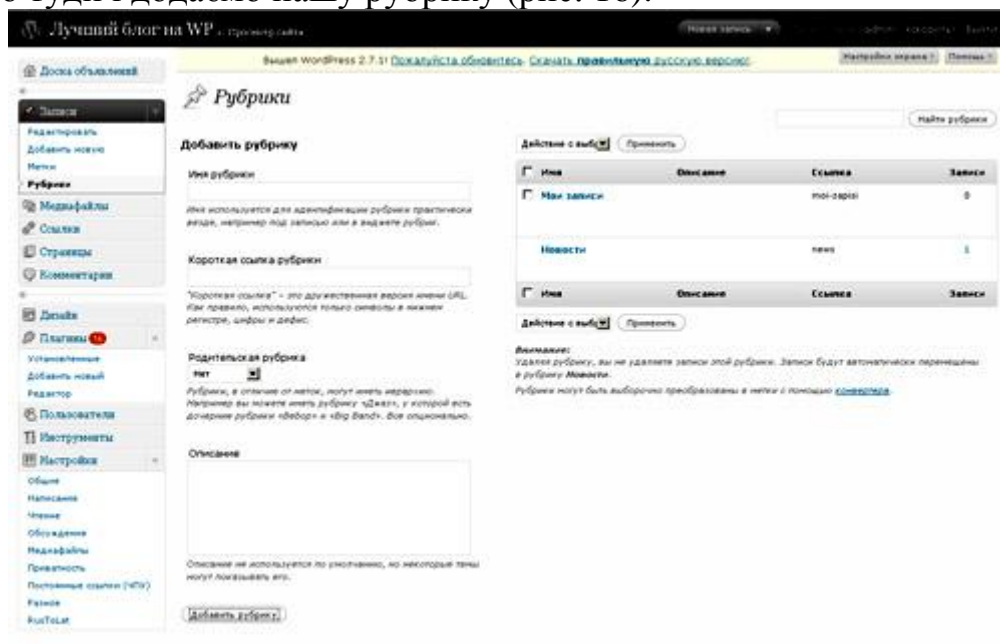 туди і додаємо нашу рубрику (рис. 18).
Лучший блог на WP
Просмотр сайта
Новая запись
Вышел WordPress 2.7.1! Пожалуйста обновитесь. Скачать правильную русскую версию!
Настройки экрана
Помощь
Доска объявлений
Записи
Редактировать
Добавить новую
Метки
Рубрики
Медиафайлы
Ссылки
Страницы
Комментарии
Дизайн
Плагины
Установленные
Добавить новый
Редактор
Пользователи
Инструменты
Настройки
Общие
Написание
Чтение
Обсуждение
Медиафайлы
Приватность
Постоянные ссылки (ЧПУ)
Разное
RusToLat
Рубрики
Добавить рубрику
Имя рубрики
Имя используется для идентификации рубрики практически
везде, например под записью или в виджете рубрик.
Короткая ссылка рубрики
"Короткая ссылка" – это дружественная версия имени URL.
Как правило, используются только символы в нижнем
регистре, цифры и дефис.
Родительская рубрика
Нет
Рубрики, в отличие от меток, могут иметь иерархию.
Например вы можете иметь рубрику «Джаз», у которой есть
дочерние рубрики «Бебоп» и «Big Band». Все опционально.
Описание
Описание не используется по умолчанию, но некоторые темы
могут показывать его.
Добавить рубрику
Найти рубрики
Действие с выб
Применить
Имя Описание Ссылка Записи
Мои записи moi-zapisi 0
Новости news 1
Имя Описание Ссылка Записи
Действие с выб
Применить
Внимание:
Удаляя рубрику, вы не удаляете записи этой рубрики. Записи будут автоматически перемещены
в рубрику Новости.
Рубрики могут быть выборочно преобразованы в метки с помощью конвертера.